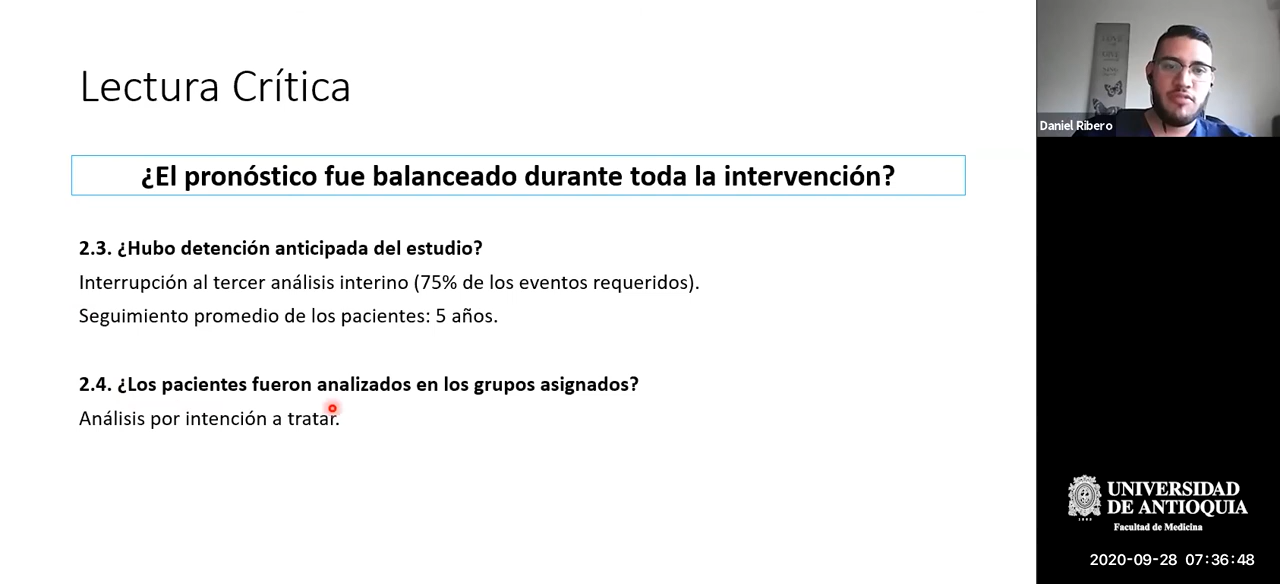 Lectura Crítica
¿El pronóstico fue balanceado durante toda la intervención?
2.3. ¿Hubo detención anticipada del estudio?
Interrupción al tercer análisis interino (75% de los eventos requeridos).
Seguimiento promedio de los pacientes: 5 años.
2.4. ¿Los pacientes fueron analizados en los grupos asignados?
Análisis por intención a tratar.
Daniel Ribero
UNIVERSIDAD
DE ANTIOQUIA
1803
Facultad de Medicina
2020-09-28 07:36:48